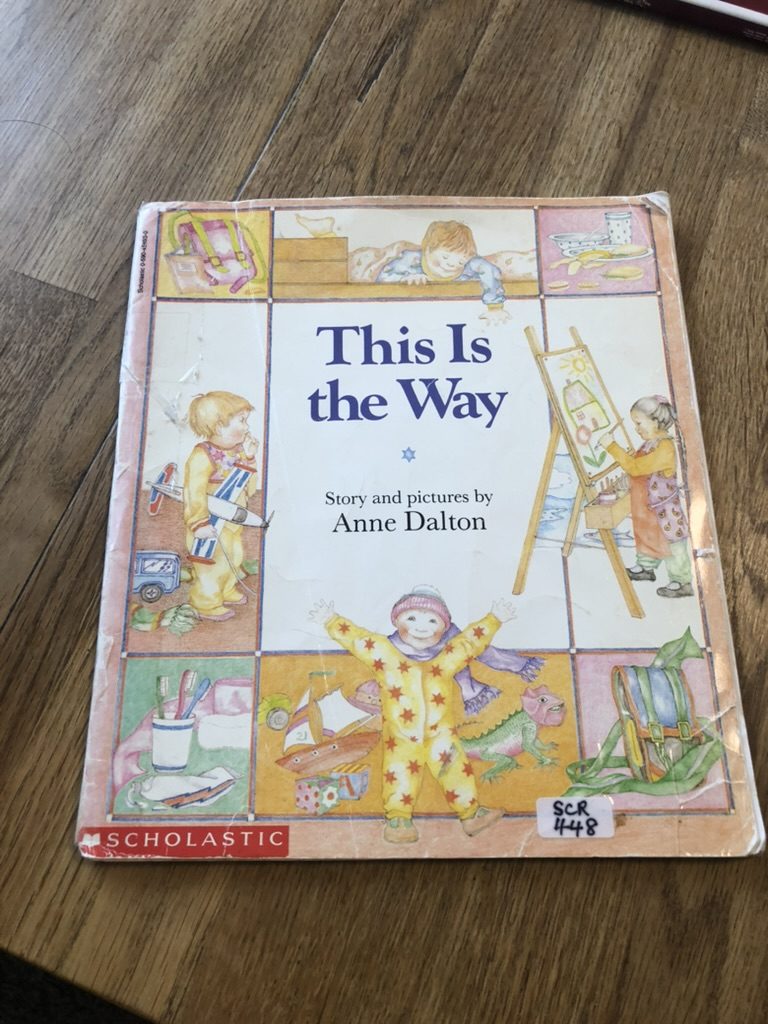 This Is
the Way
Story and pictures by
Anne Dalton
SCHOLASTIC
SCR
448